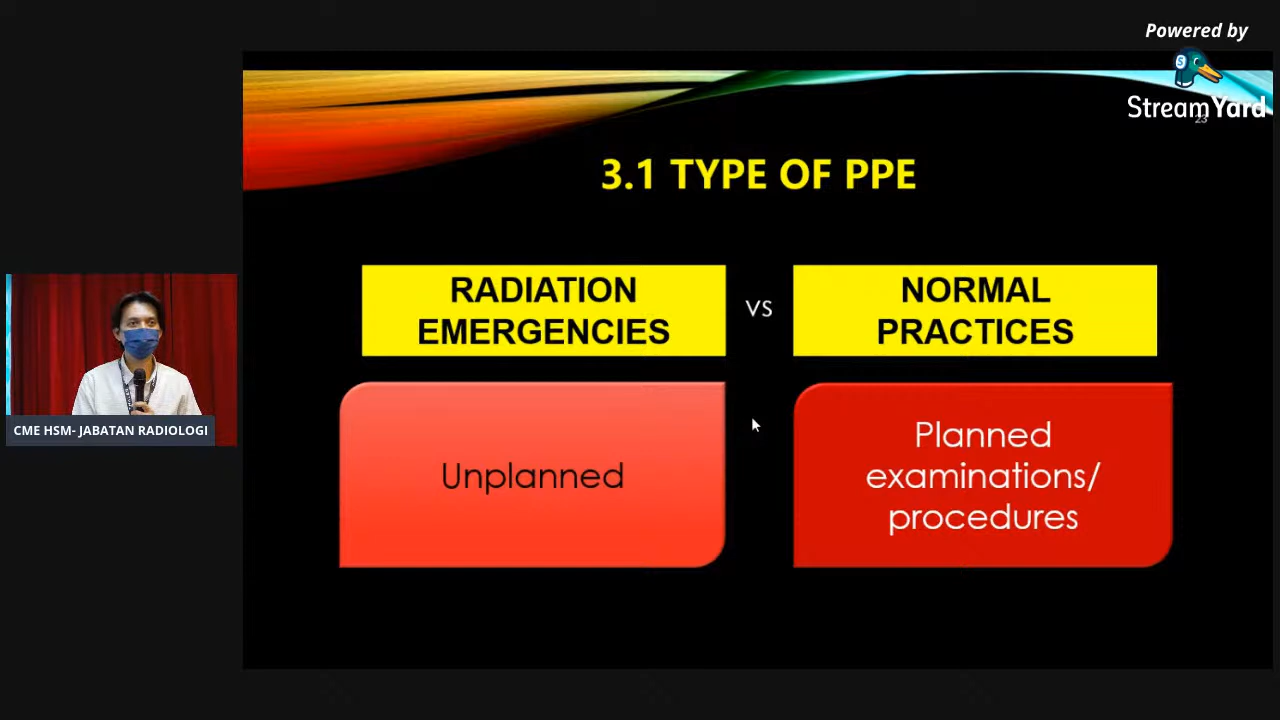 Powered by
StreamYard
23
3.1 TYPE OF PPE
RADIATION
EMERGENCIES
VS
NORMAL
PRACTICES
Unplanned
Planned
examinations/
procedures
CME HSM- JABATAN RADIOLOGI